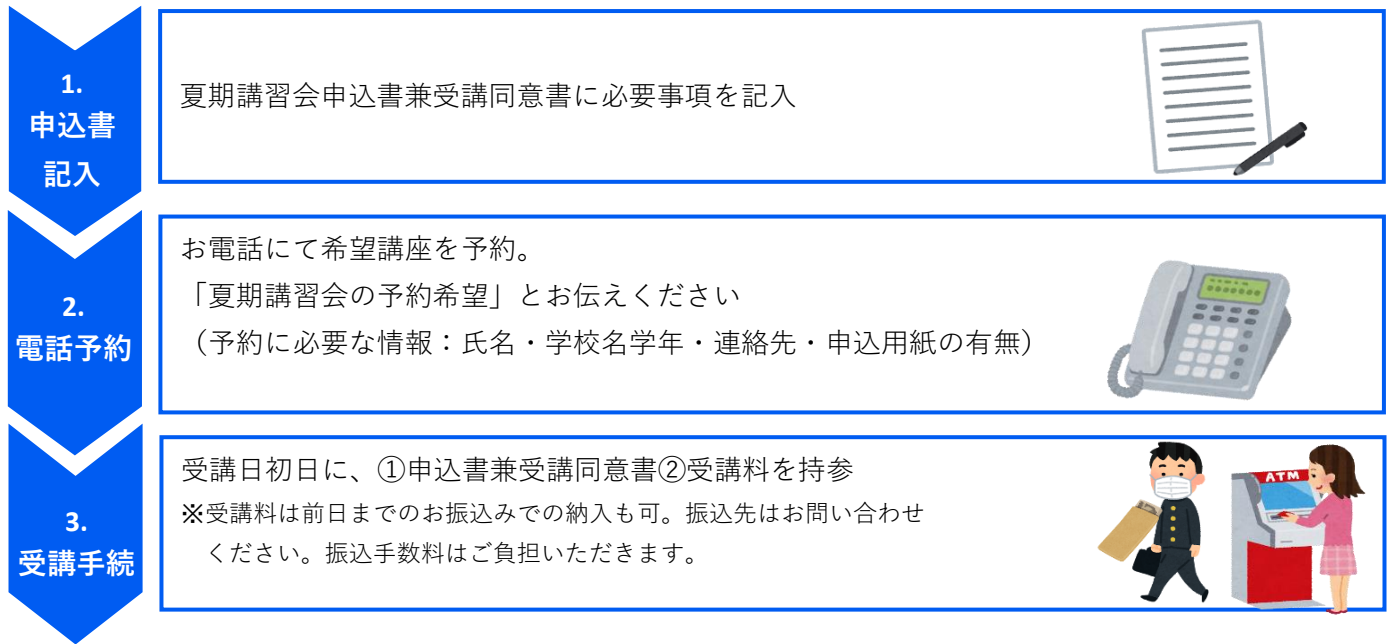 1.
申込書
記入
夏期講習会申込書兼受講同意書に必要事項を記入
2.
電話予約
お電話にて希望講座を予約。
「夏期講習会の予約希望」とお伝えください
（予約に必要な情報：氏名・学校名学年・連絡先・申込用紙の有無）
3.
受講手続
受講日初日に、①申込書兼受講同意書②受講料を持参
※受講料は前日までのお振込みでの納入も可。振込先はお問い合わせ
ください。振込手数料はご負担いただきます。
ATM